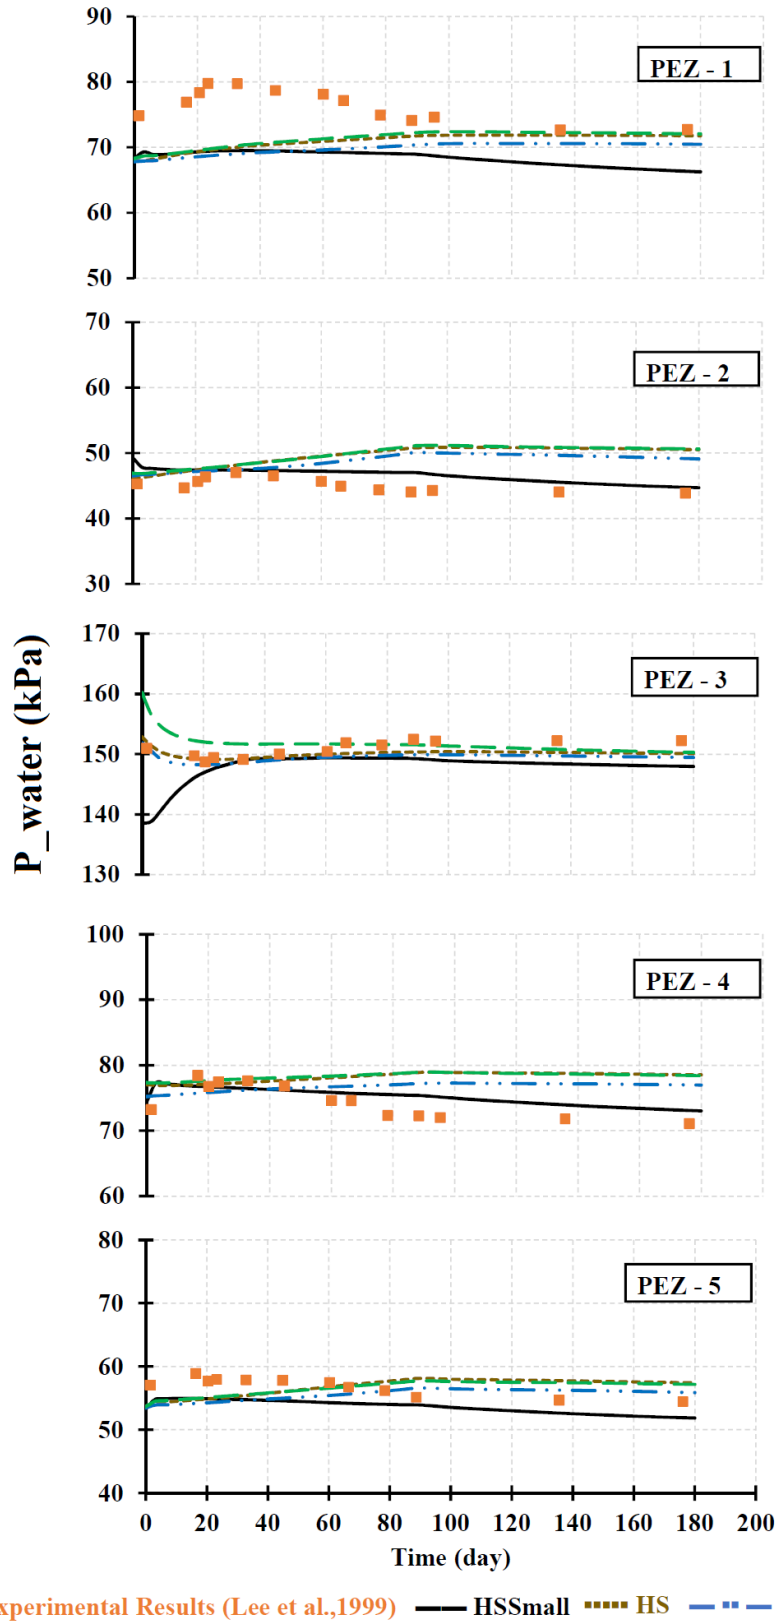 90
PEZ - 1
80
70
60
50
70
PEZ - 2
60
50
40
30
P_water (kPa)
170
PEZ - 3
160
150
140
130
100
PEZ - 4
90
80
70
60
80
PEZ - 5
70
60
50
40
0 20 40 60 80 100 120 140 160 180 200
Time (day)
xperimental Results (Lee et al.,1999) HSSmall HS